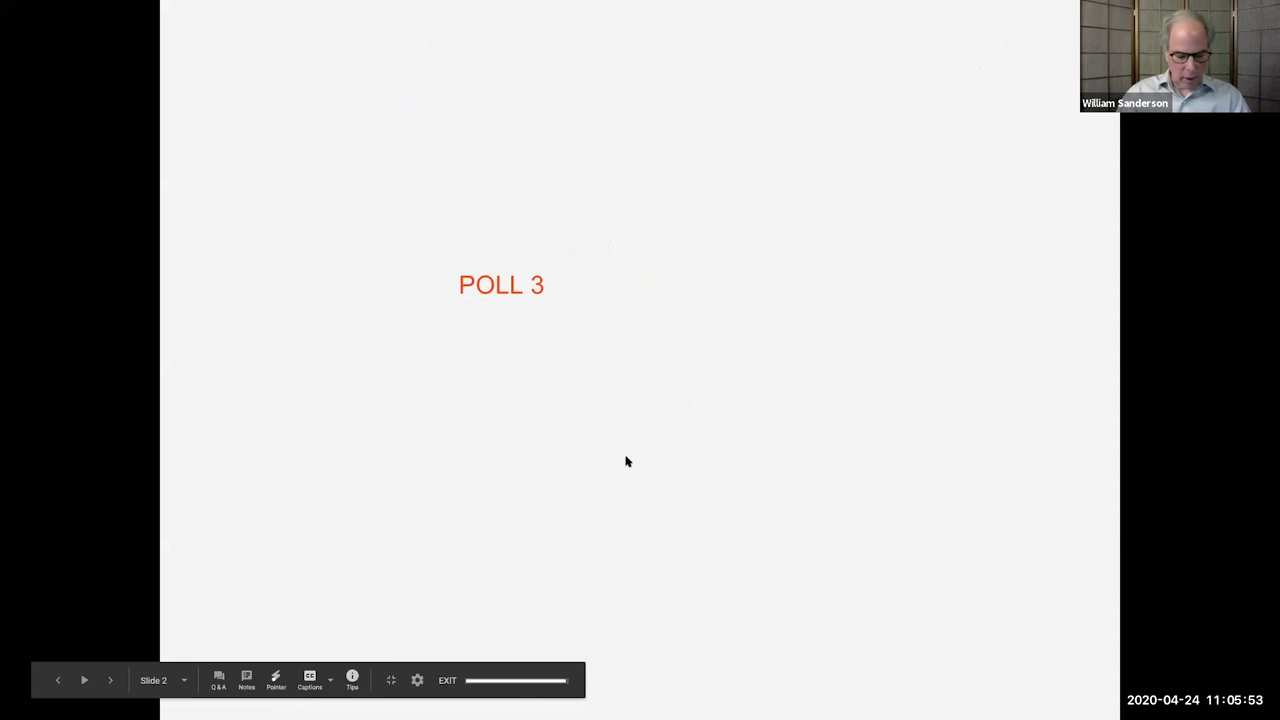 William Sanderson
POLL 3
Slide 2
Q & A
Notes
Pointer
Captions
Tips
EXIT
2020-04-24 11:05:53